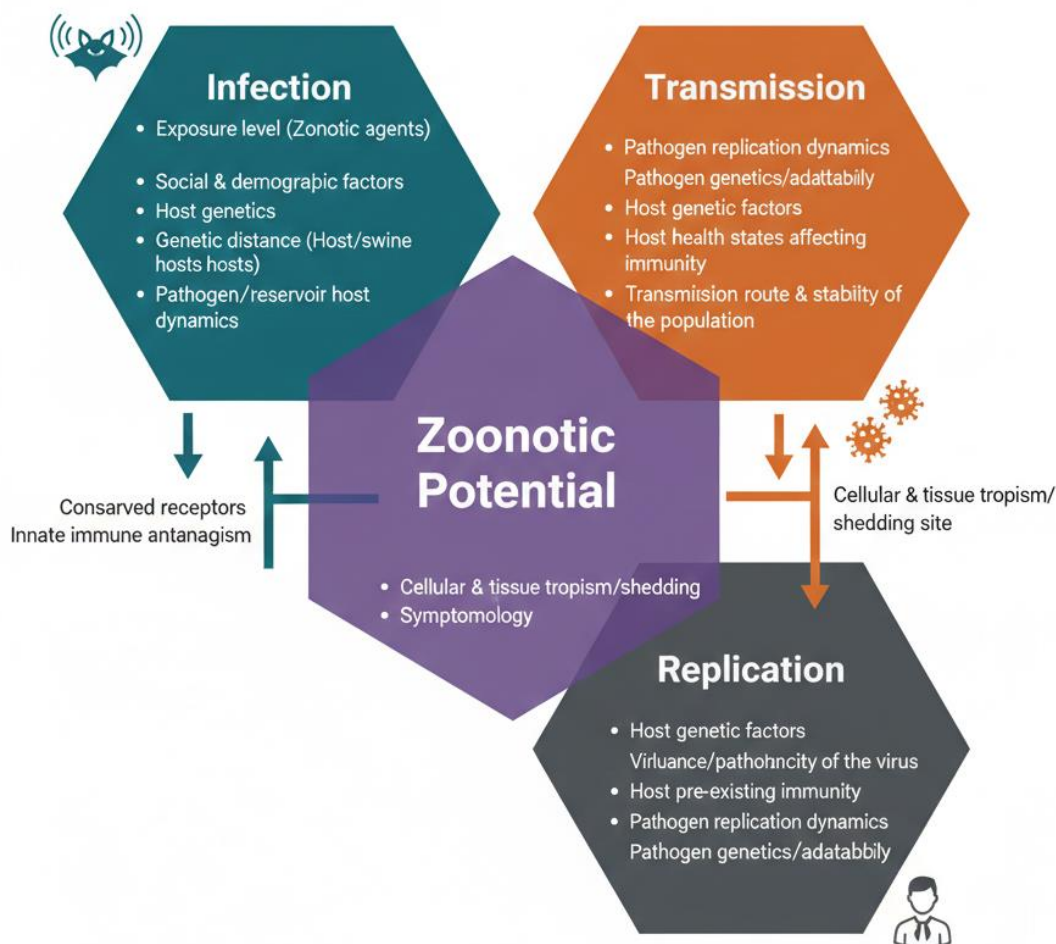 Infection
• Exposure level (Zonotic agents)
• Social & demograpic factors
• Host genetics
• Genetic distance (Host/swine
hosts hosts)
• Pathogen/reservoir host
dynamics
Transmission
• Pathogen replication dynamics
Pathogen genetics/adattabily
• Host genetic factors
• Host health states affecting
immunity
• Transmission route & stability of
the population
Zoonotic
Potential
• Cellular & tissue tropism/shedding
• Symptomology
Consarved receptors
Innate immune antanagism
Cellular & tissue tropism/
shedding site
Replication
• Host genetic factors
Virluance/pathohncity of the virus
• Host pre-existing immunity
• Pathogen replication dynamics
Pathogen genetics/adatabbily